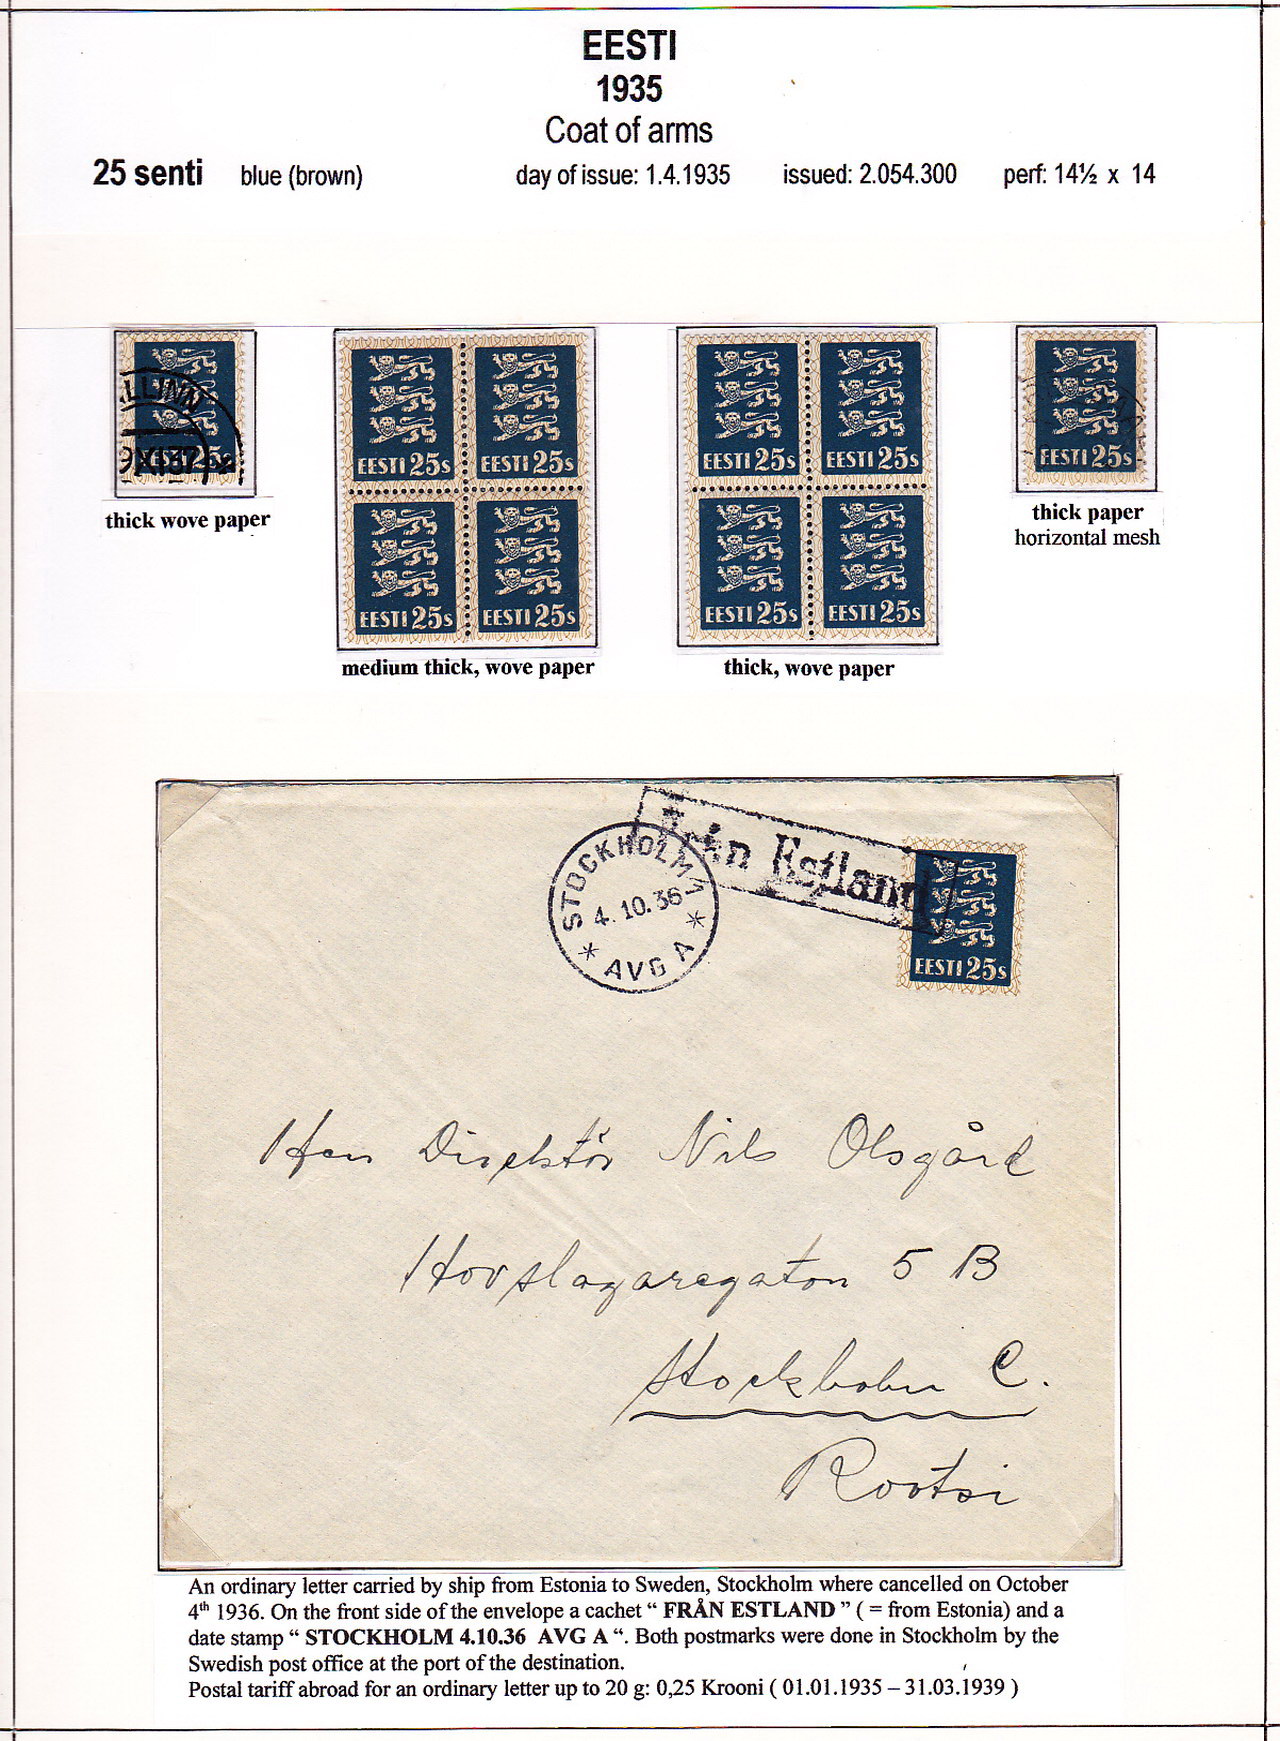 EESTI
1935
Coat of arms
25 senti blue (brown) day of issue: 1.4.1935 issued: 2.054.300 perf: 14½ x 14
LLINN
9 XI 37
EESTI 25s
EESTI 25s EESTI 25s
EESTI 25s EESTI 25s
EESTI 25s EESTI 25s
EESTI 25s EESTI 25s
EESTI 25s
thick wove paper
medium thick, wove paper
thick, wove paper
thick paper
horizontal mesh
Från Estland
STOCKHOLM 1
4.10.36
* AVG A *
EESTI 25s
Herr Direktör Nils Olsgård
Hovslagaregatan 5 B
Stockholm C.
Rootsi
An ordinary letter carried by ship from Estonia to Sweden, Stockholm where cancelled on October
4th 1936. On the front side of the envelope a cachet “ FRÅN ESTLAND ” ( = from Estonia) and a
date stamp “ STOCKHOLM 4.10.36 AVG A “. Both postmarks were done in Stockholm by the
Swedish post office at the port of the destination.
Postal tariff abroad for an ordinary letter up to 20 g: 0,25 Krooni ( 01.01.1935 – 31.03.1939 )